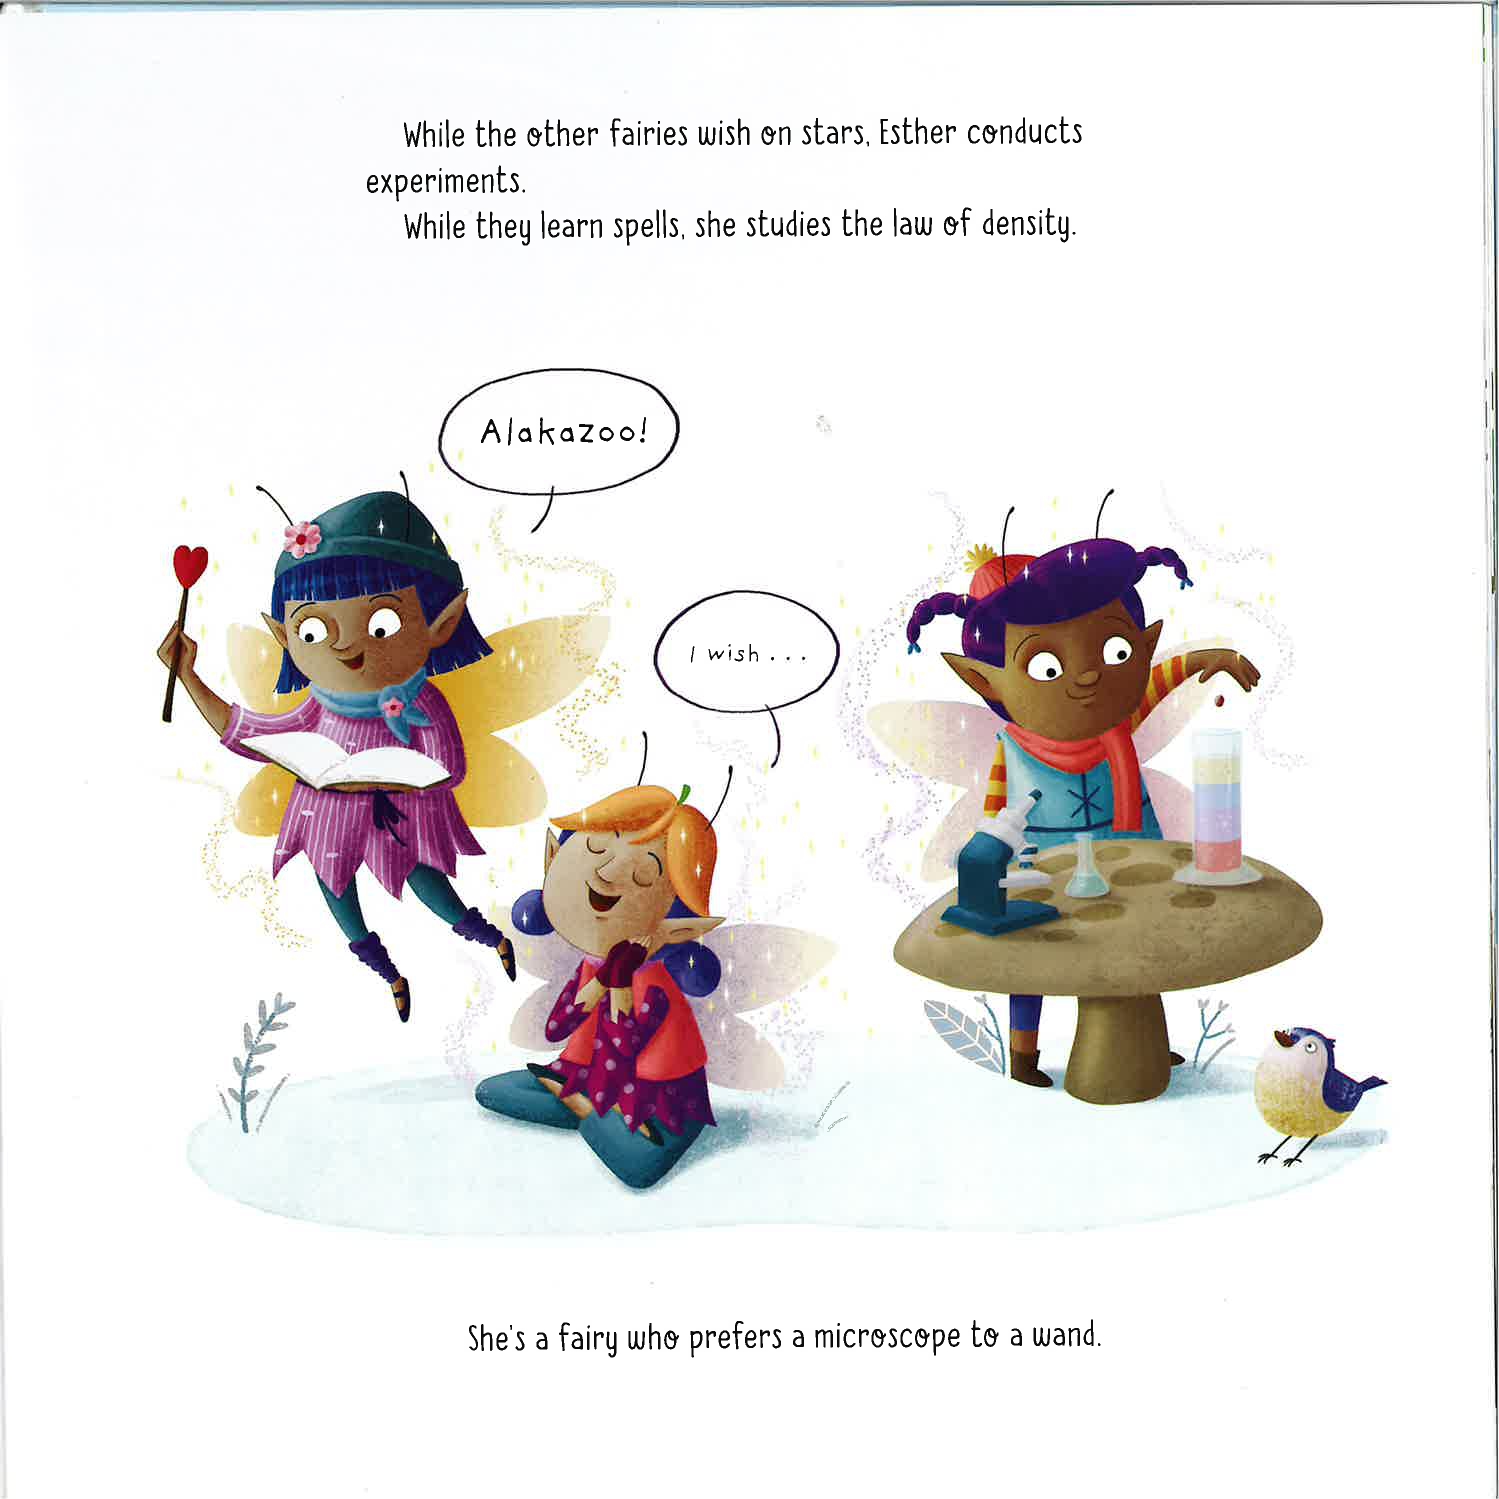 While the other fairies wish on stars, Esther conducts
experiments.
While they learn spells, she studies the law of density.
Alakazoo!
I wish...
She's a fairy who prefers a microscope to a wand.